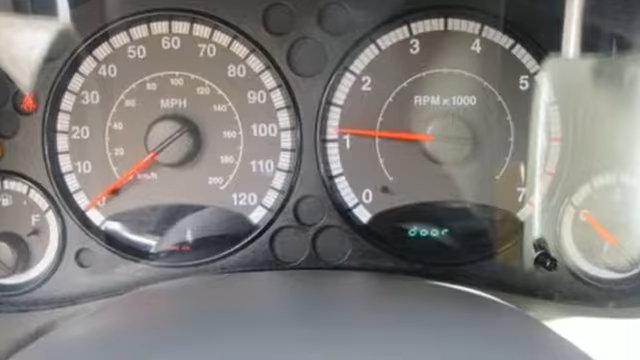 10 20 30 40 50 60 70 80 90 100 110 120
20 40 60 80 100 120 140 160 180 200
MPH
km/h
0 1 2 3 4 5 7
RPM×1000
door
F